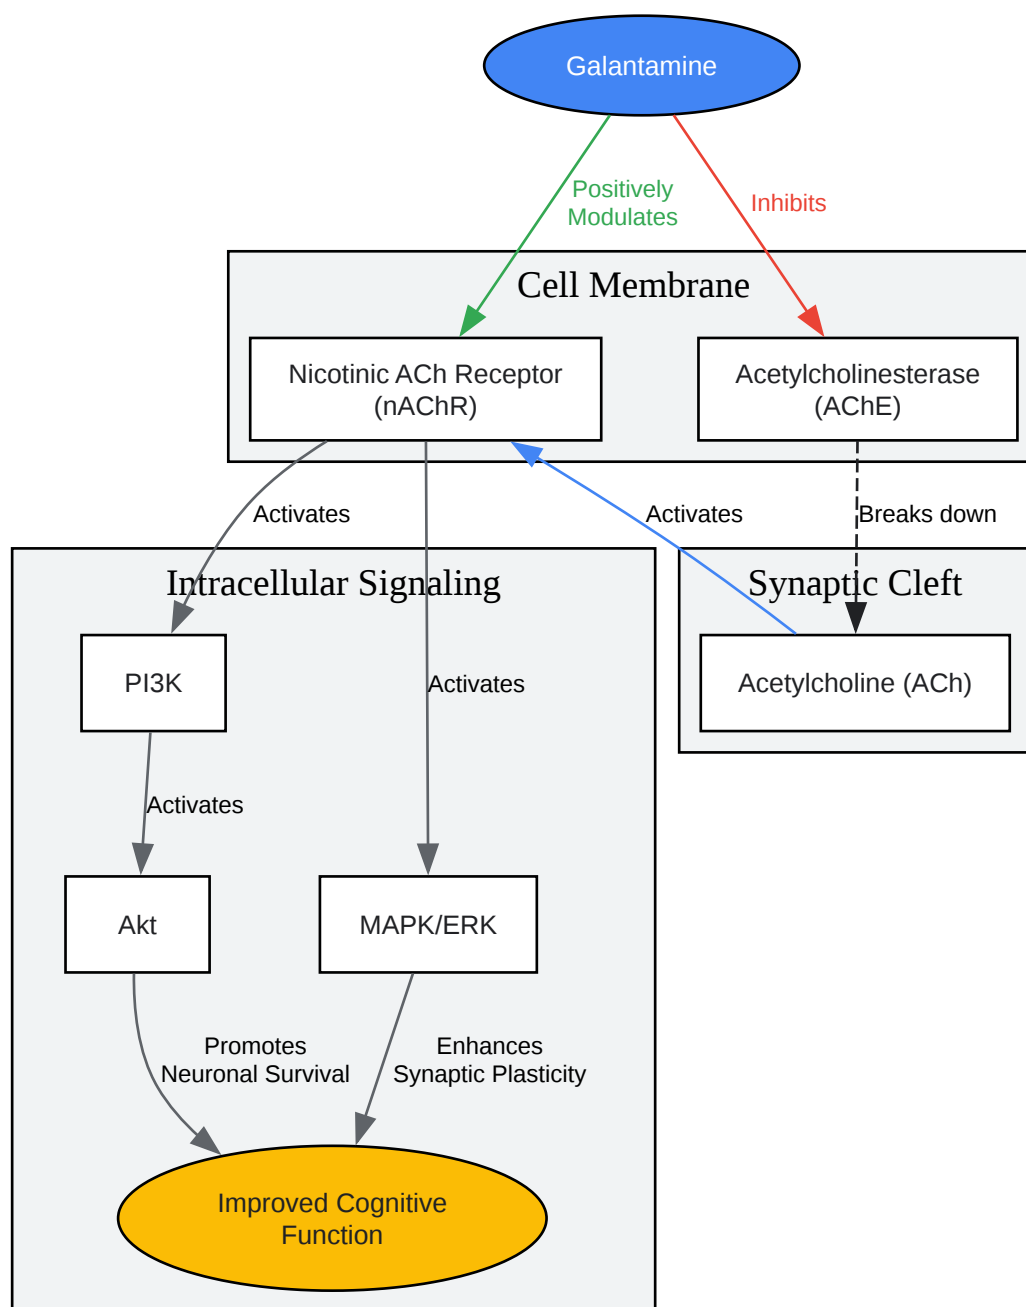 Galantamine
Positively
Modulates
Inhibits
Cell Membrane
Nicotinic ACh Receptor
(nAChR)
Acetylcholinesterase
(AChE)
Activates
Activates
Breaks down
Intracellular Signaling
Synaptic Cleft
PI3K
Activates
Acetylcholine (ACh)
Activates
Akt
MAPK/ERK
Promotes
Neuronal Survival
Enhances
Synaptic Plasticity
Improved Cognitive
Function